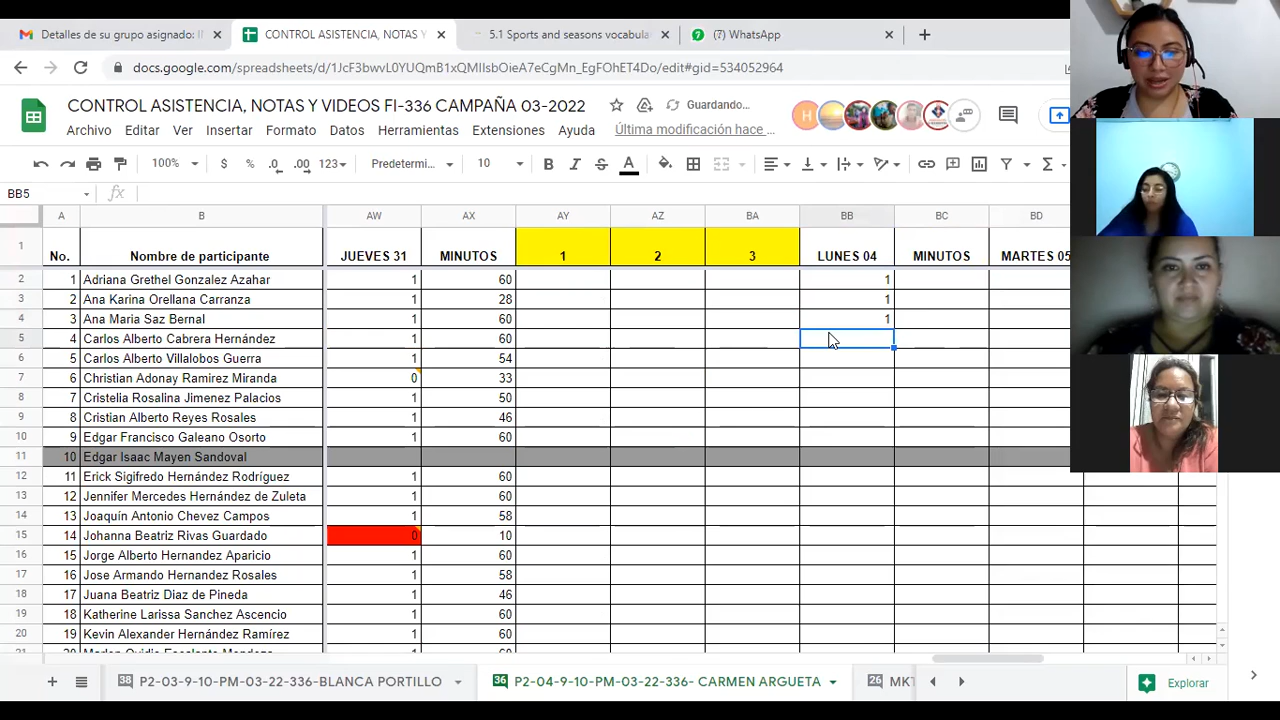 Detalles de su grupo asignado: I
CONTROL ASISTENCIA, NOTAS Y
5.1 Sports and seasons vocabula
(7) WhatsApp
CONTROL ASISTENCIA, NOTAS Y VIDEOS FI-336 CAMPAÑA 03-2022
Guardando...
H
Archivo Editar Ver Insertar Formato Datos Herramientas Extensiones Ayuda Última modificación hace ...
100% $ % .0 .00 123 Predetermi... 10 B I S A
BB5 fx
A B AW AX AY AZ BA BB BC BD
1 No. Nombre de participante JUEVES 31 MINUTOS 1 2 3 LUNES 04 MINUTOS MARTES 05
2 1 Adriana Grethel Gonzalez Azahar 1 60 1
3 2 Ana Karina Orellana Carranza 1 28 1
4 3 Ana Maria Saz Bernal 1 60 1
5 4 Carlos Alberto Cabrera Hernández 1 60
6 5 Carlos Alberto Villalobos Guerra 1 54
7 6 Christian Adonay Ramirez Miranda 0 33
8 7 Cristelia Rosalina Jimenez Palacios 1 50
9 8 Cristian Alberto Reyes Rosales 1 46
10 9 Edgar Francisco Galeano Osorto 1 60
11 10 Edgar Isaac Mayen Sandoval
12 11 Erick Sigifredo Hernández Rodríguez 1 60
13 12 Jennifer Mercedes Hernández de Zuleta 1 60
14 13 Joaquín Antonio Chevez Campos 1 58
15 14 Johanna Beatriz Rivas Guardado 0 10
16 15 Jorge Alberto Hernandez Aparicio 1 60
17 16 Jose Armando Hernandez Rosales 1 58
18 17 Juana Beatriz Diaz de Pineda 1 46
19 18 Katherine Larissa Sanchez Ascencio 1 60
20 19 Kevin Alexander Hernández Ramírez 1 60
38 P2-03-9-10-PM-03-22-336-BLANCA PORTILLO
36 P2-04-9-10-PM-03-22-336- CARMEN ARGUETA
26 MKT
Explorar